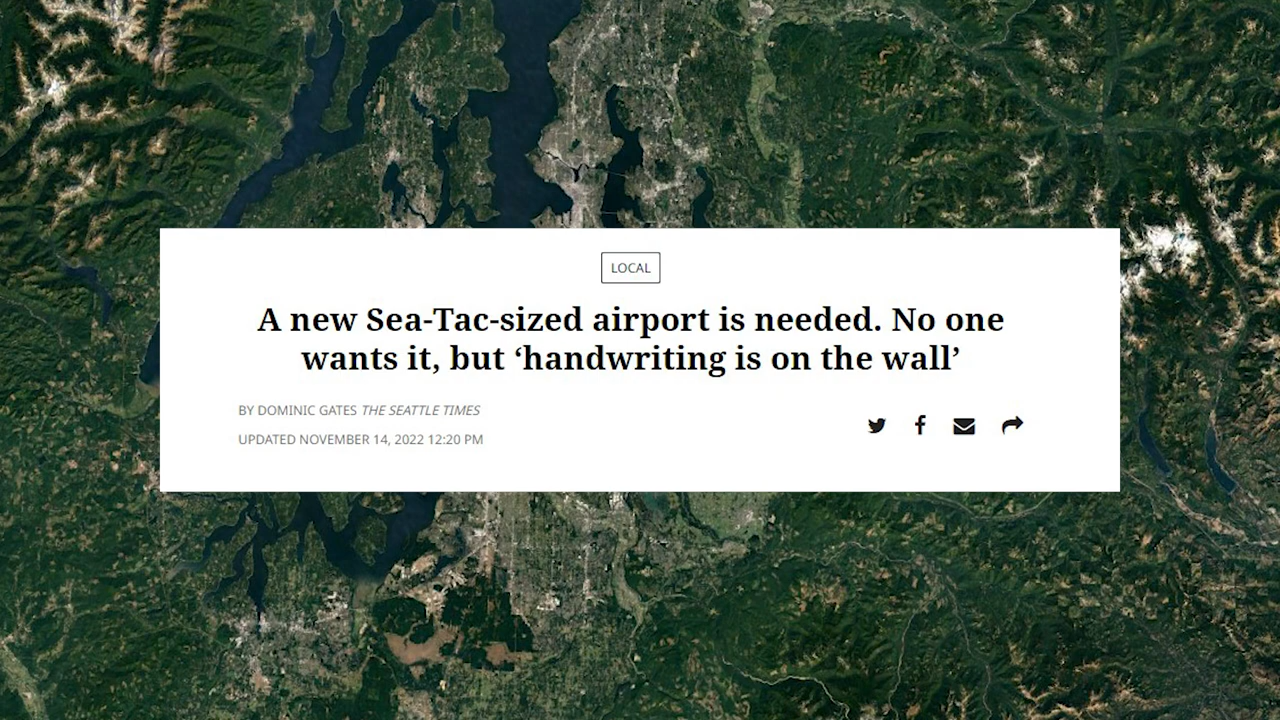 LOCAL
A new Sea-Tac-sized airport is needed. No one
wants it, but ‘handwriting is on the wall’
BY DOMINIC GATES THE SEATTLE TIMES
UPDATED NOVEMBER 14, 2022 12:20 PM